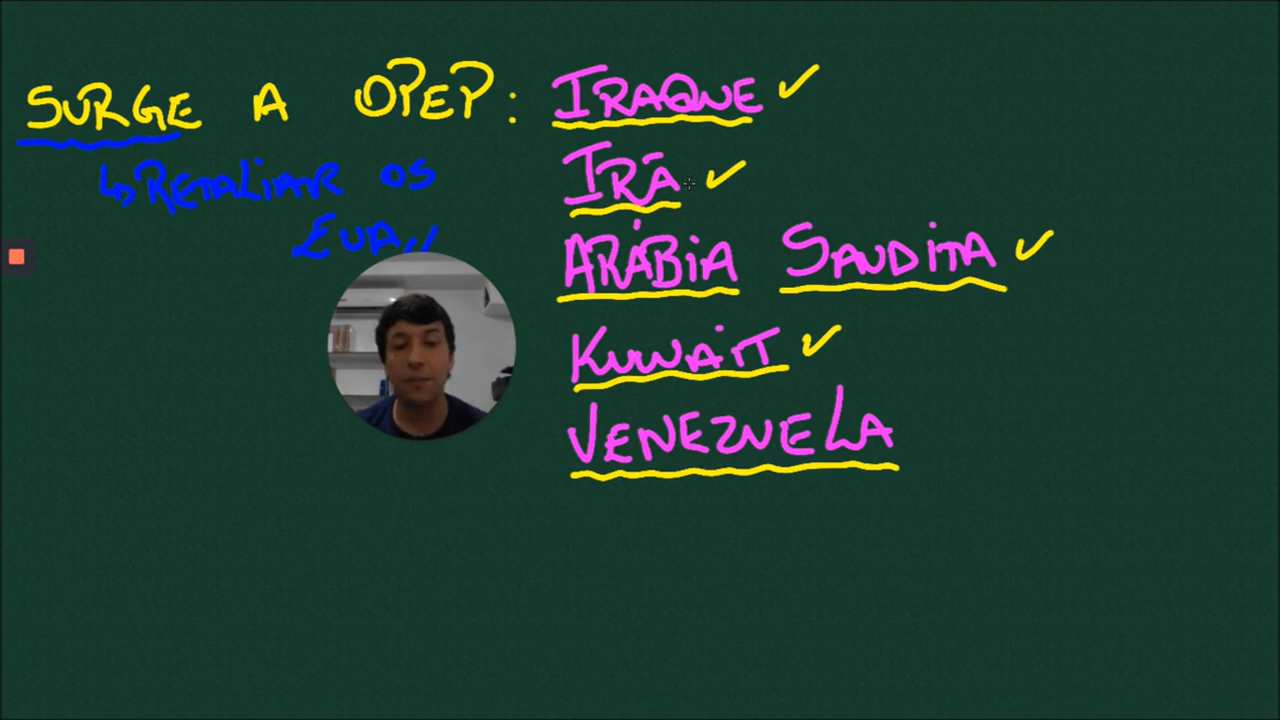 SURGE A OPEP: IRAQUE ✓
↳ RETALIAR OS
EUA,,
IRÃ ✓
ARÁBIA SAUDITA ✓
KUWAIT ✓
VENEZUELA